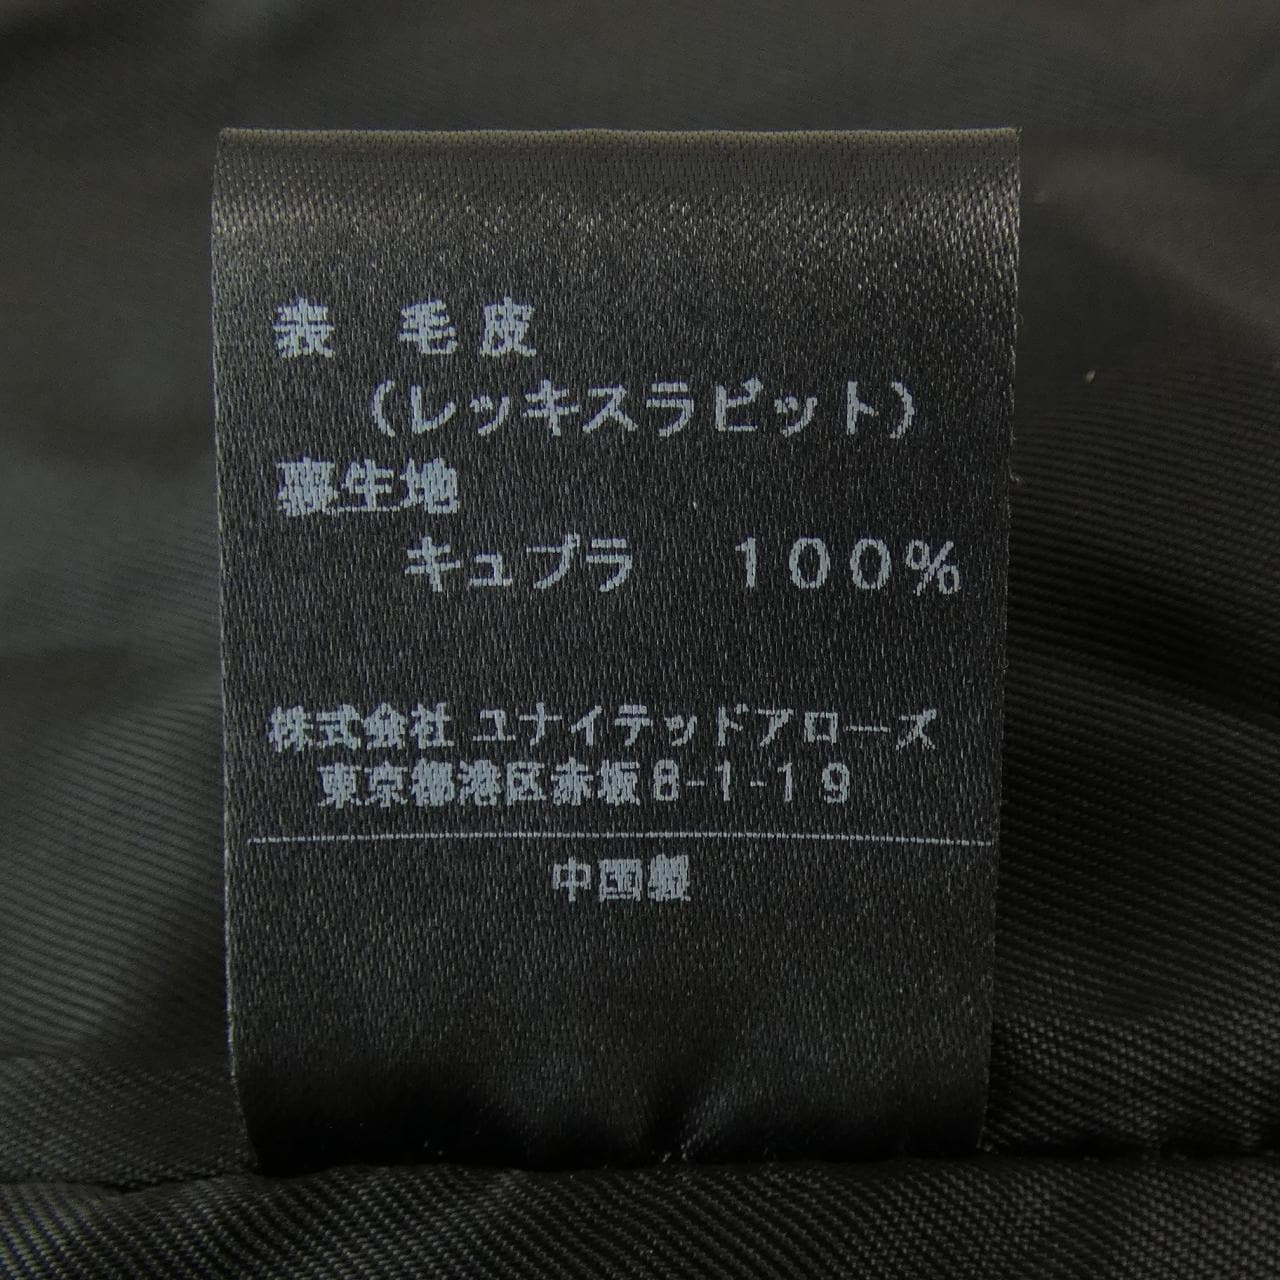 表　毛皮
（レッキスラビット）
裏生地
キュプラ　１００％
株式会社 ユナイテッドアローズ
東京都港区赤坂8-1-19
中国製